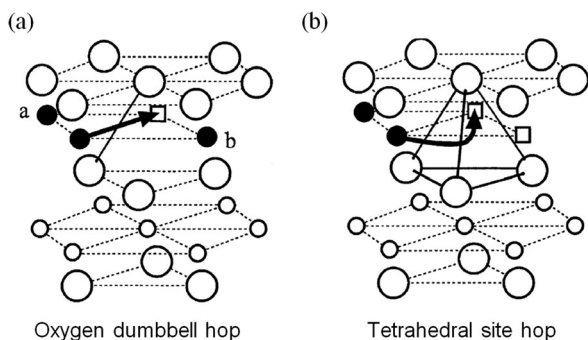 (a)
(b)
a
b
Oxygen dumbbell hop
Tetrahedral site hop